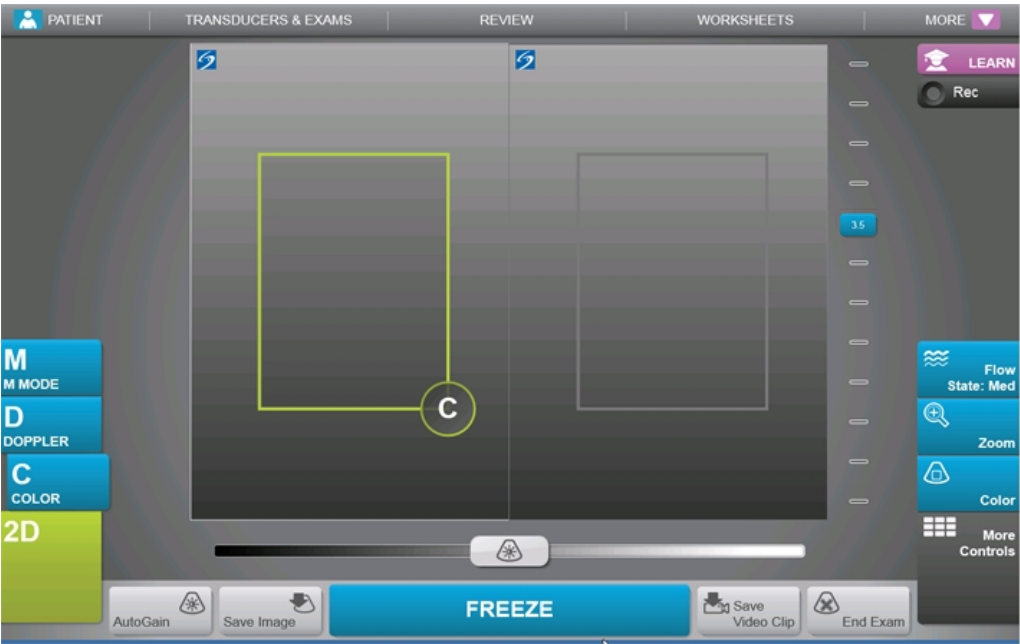 PATIENT
TRANSDUCERS & EXAMS
REVIEW
WORKSHEETS
MORE
LEARN
Rec
3.5
M
M MODE
D
DOPPLER
C
COLOR
2D
C
Flow
State: Med
Zoom
Color
More
Controls
AutoGain
Save Image
FREEZE
Save
Video Clip
End Exam